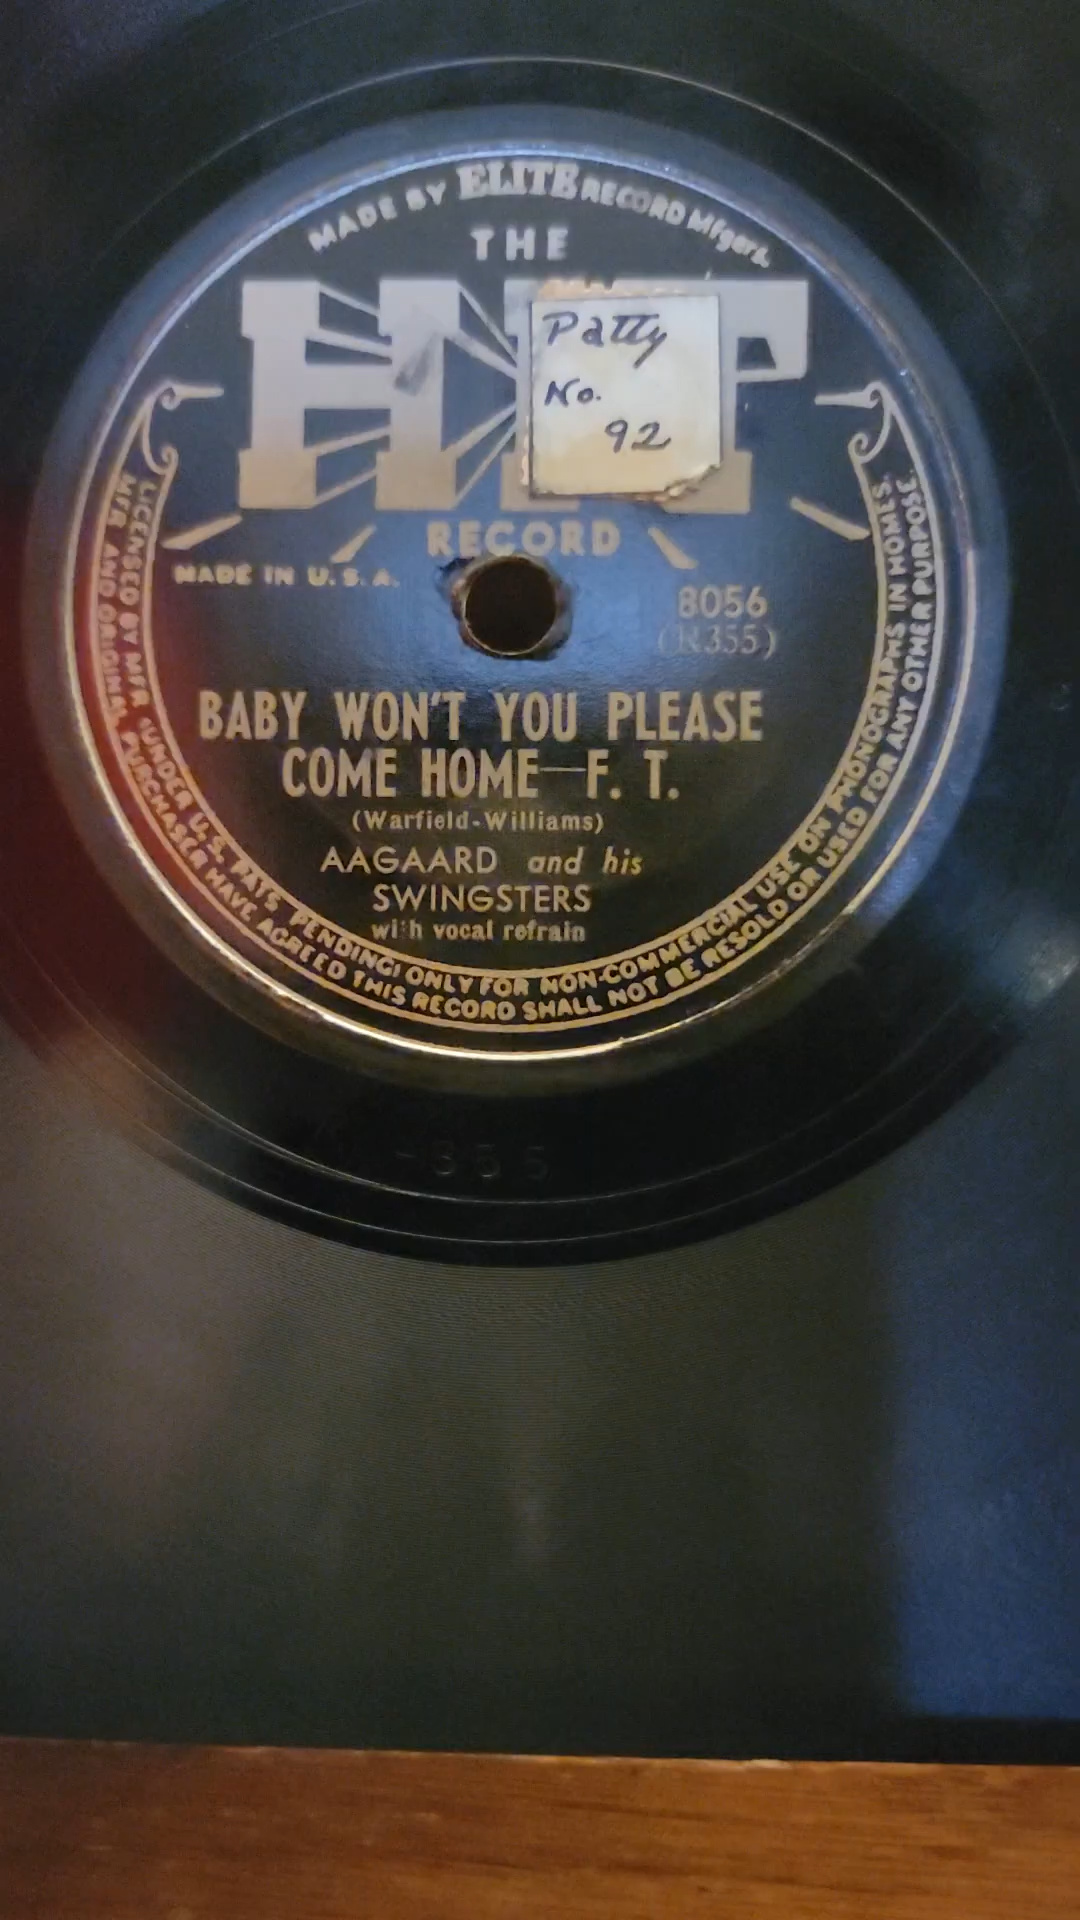 MADE BY ELITE RECORD Mfgers.
THE
HIT
Patty
No.
92
RECORD
MADE IN U.S.A.
8056
(R355)
BABY WON'T YOU PLEASE
COME HOME—F. T.
(Warfield-Williams)
AAGAARD and his
SWINGSTERS
with vocal refrain
LICENSED BY MFR (UNDER U.S. PATS PENDING) ONLY FOR NON-COMMERCIAL USE ON PHONOGRAPHS IN HOMES.
MFR AND ORIGINAL PURCHASER HAVE AGREED THIS RECORD SHALL NOT BE RESOLD OR USED FOR ANY OTHER PURPOSE.